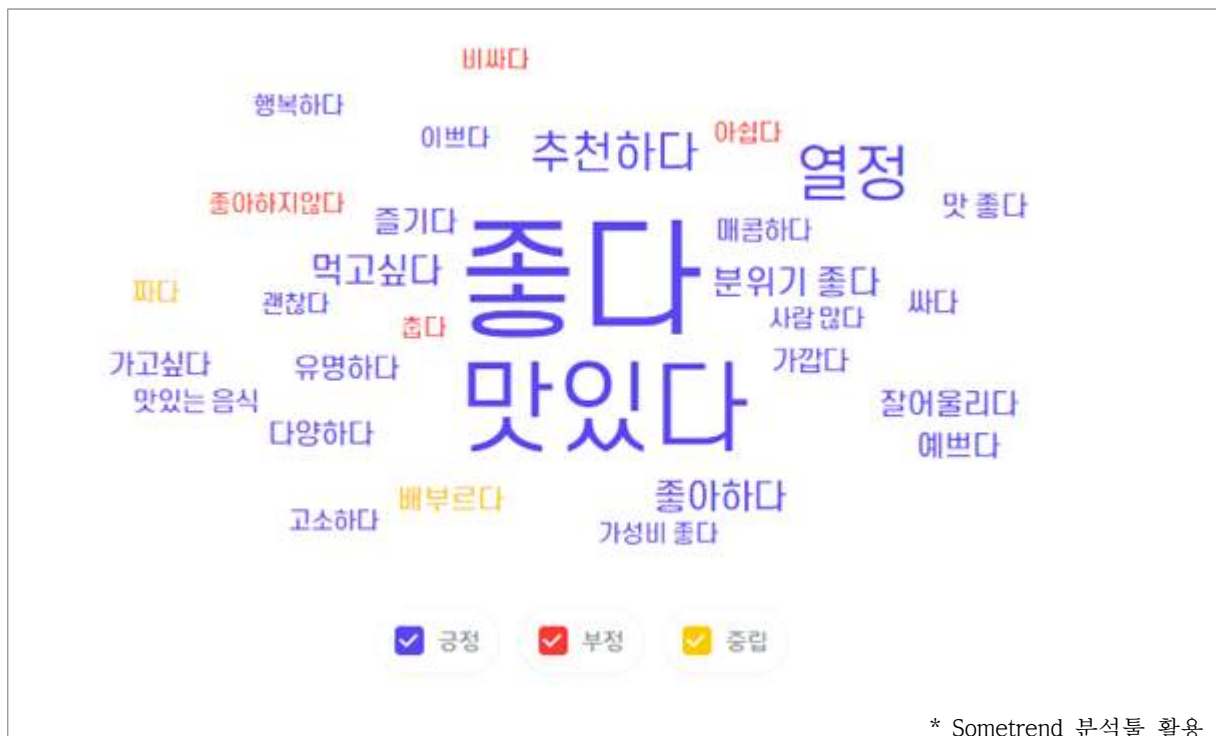 비싸다
행복하다
이쁘다
추천하다
아쉽다
열정
좋아하지않다
즐기다
맛 좋다
매콤하다
좋다
먹고싶다
분위기 좋다
파다
괜찮다
싸다
춥다
사람 많다
가고싶다
유명하다
가깝다
맛있는 음식
맛있다
잘어울리다
다양하다
예쁘다
배부르다
좋아하다
고소하다
가성비 좋다
긍정 부정 중립
* Sometrend 분석툴 활용